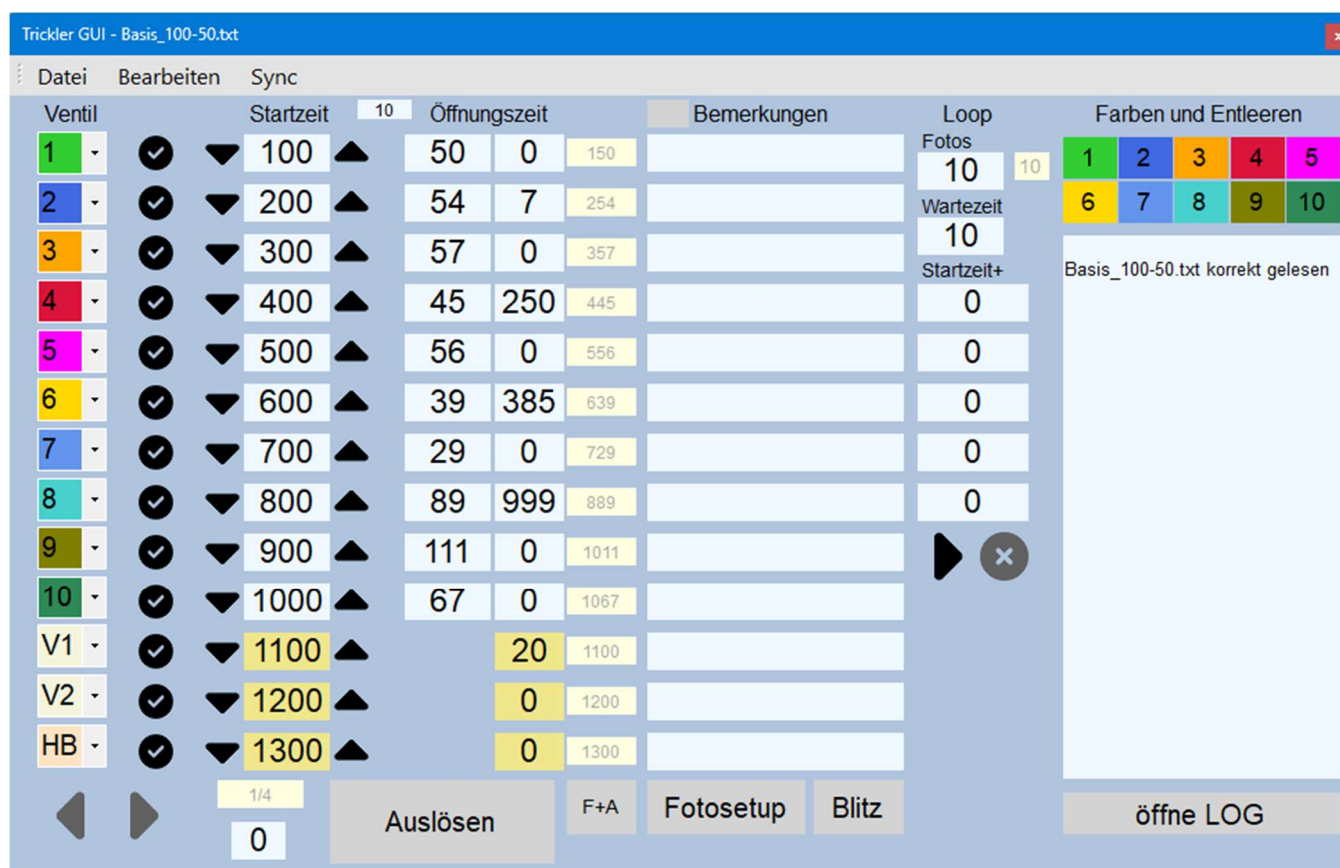 Trickler GUI - Basis_100-50.txt
Datei Bearbeiten Sync
Ventil Startzeit 10 Öffnungszeit Bemerkungen Loop Farben und Entleeren
Fotos
1 100 50 0 150 10 10 1 2 3 4 5
2 200 54 7 254 Wartezeit 6 7 8 9 10
10
3 300 57 0 357
Startzeit+ Basis_100-50.txt korrekt gelesen
4 400 45 250 445 0
5 500 56 0 556 0
6 600 39 385 639 0
7 700 29 0 729 0
8 800 89 999 889 0
9 900 111 0 1011
10 1000 67 0 1067
V1 1100 20 1100
V2 1200 0 1200
HB 1300 0 1300
1/4
0 Auslösen F+A Fotosetup Blitz öffne LOG